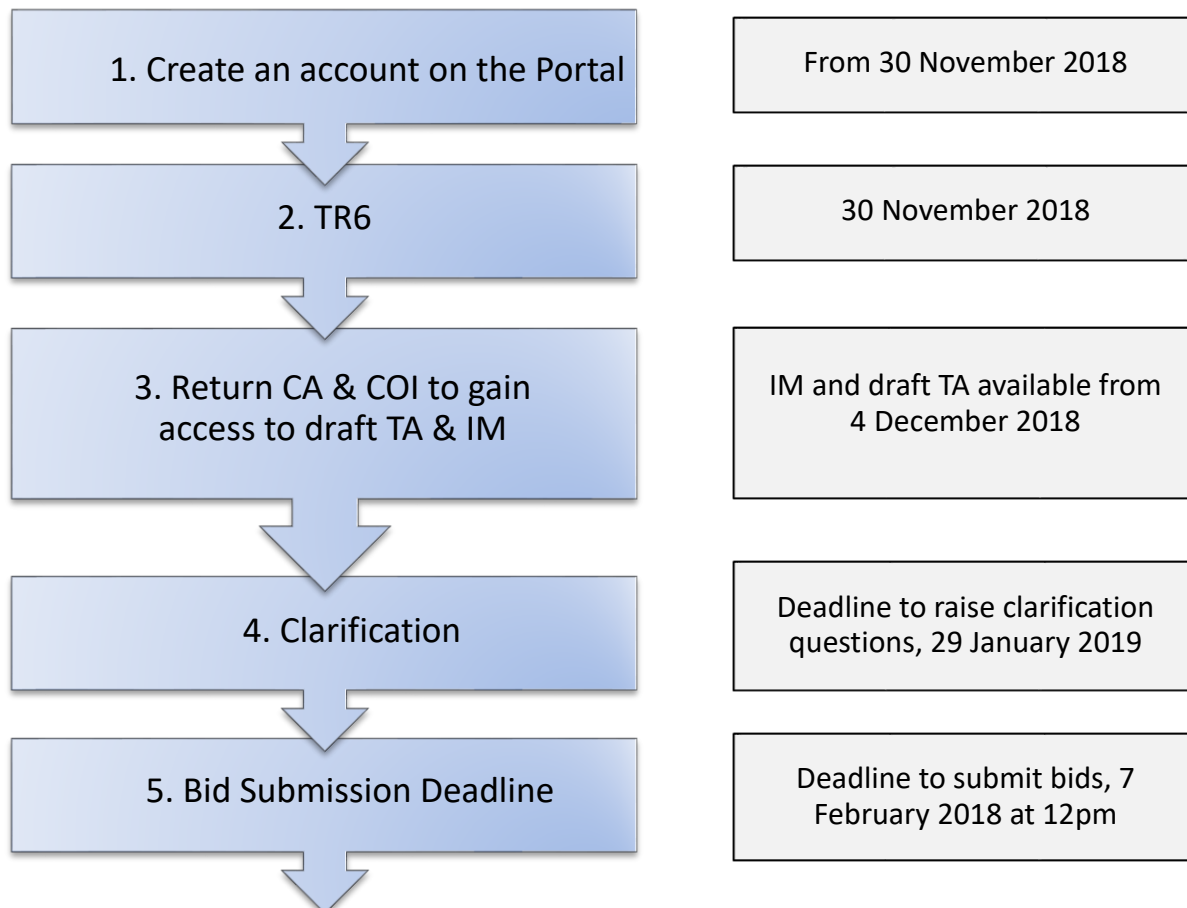 1. Create an account on the Portal
From 30 November 2018
2. TR6
30 November 2018
3. Return CA & COI to gain
access to draft TA & IM
IM and draft TA available from
4 December 2018
4. Clarification
Deadline to raise clarification
questions, 29 January 2019
5. Bid Submission Deadline
Deadline to submit bids, 7
February 2018 at 12pm